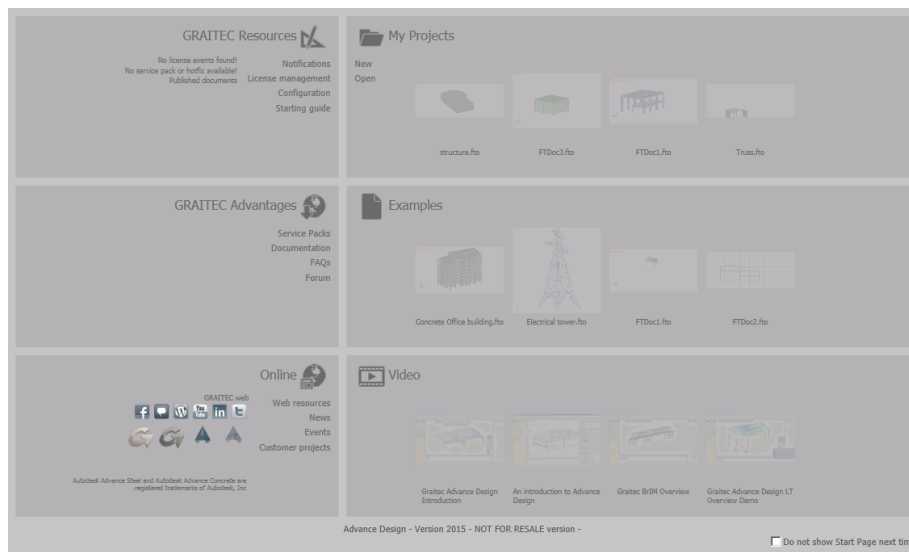 GRAITEC Resources
No license events found!
No service pack or hotfix available!
Published documents
Notifications
License management
Configuration
Starting guide
My Projects
New
Open
structure.fto
FTDoc3.fto
FTDoc1.fto
Truss.fto
GRAITEC Advantages
Service Packs
Documentation
FAQs
Forum
Examples
Concrete Office building.fto
Electrical tower.fto
FTDoc1.fto
FTDoc2.fto
Online
GRAITEC web
You Tube
Web resources
News
Events
Customer projects
Autodesk Advance Steel and Autodesk Advance Concrete are
.registered trademarks of Autodesk, Inc
Video
Graitec Advance Design
Introduction
An introduction to Advance
Design
Graitec BrIM Overview
Graitec Advance Design LT
Overview Demo
Advance Design - Version 2015 - NOT FOR RESALE version -
Do not show Start Page next tim